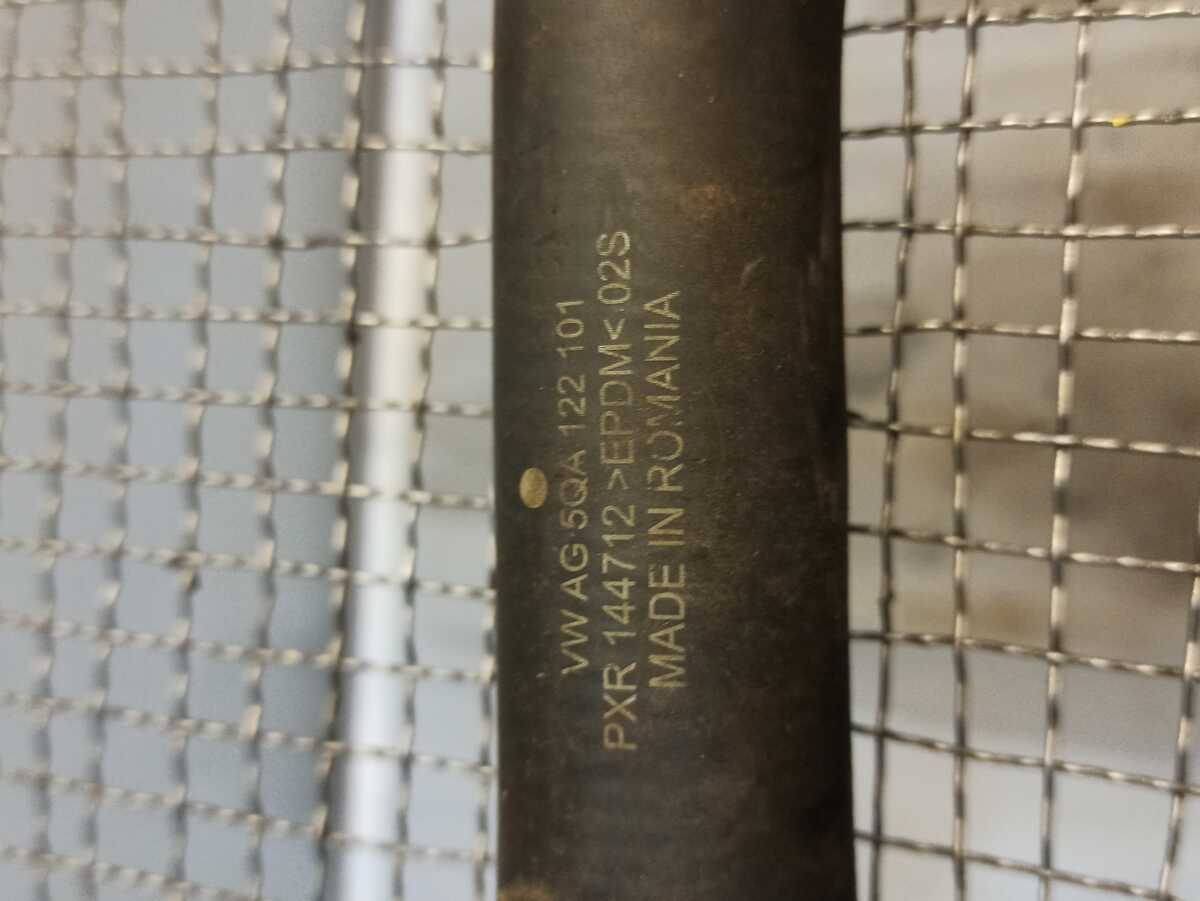 VW AG 5QA 122 101
PXR 144712 >EPDM<.02S
MADE IN ROMANIA